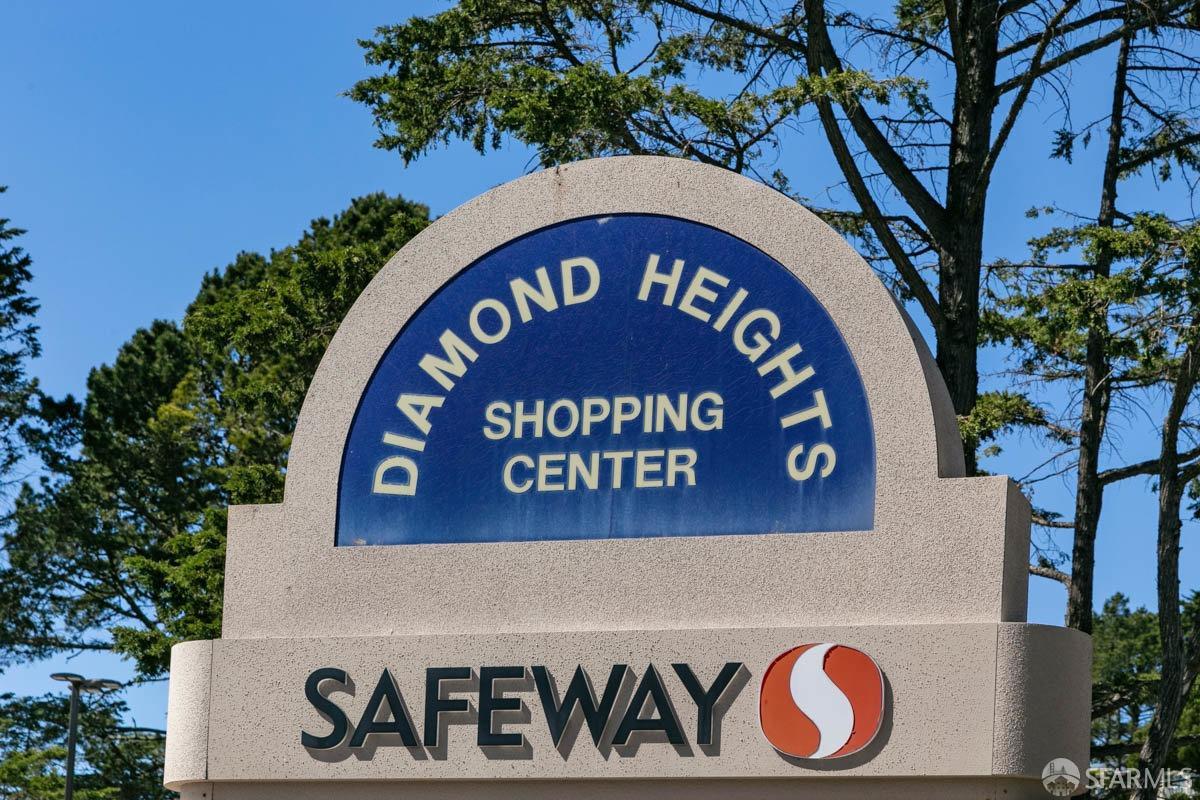 DIAMOND HEIGHTS
SHOPPING
CENTER
SAFEWAY
SFARMLS